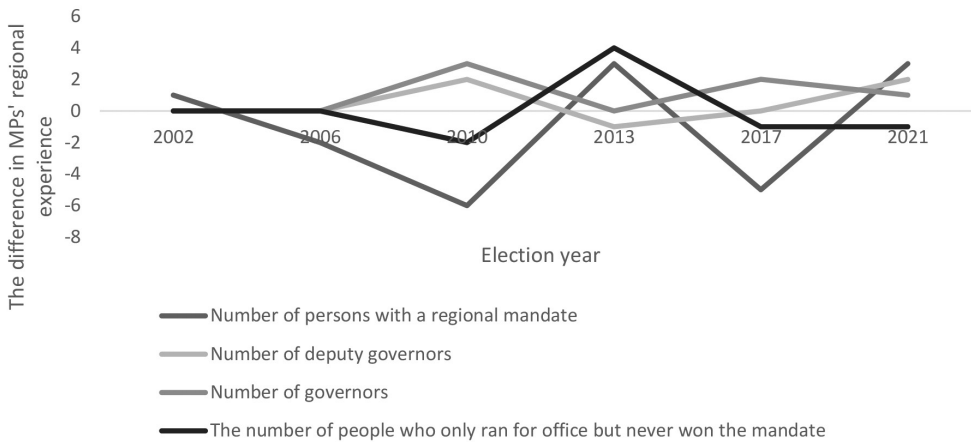 The difference in MPs' regional
experience
6
4
2
0
-2
-4
-6
-8
2002 2006 2010 2013 2017 2021
Election year
Number of persons with a regional mandate
Number of deputy governors
Number of governors
The number of people who only ran for office but never won the mandate